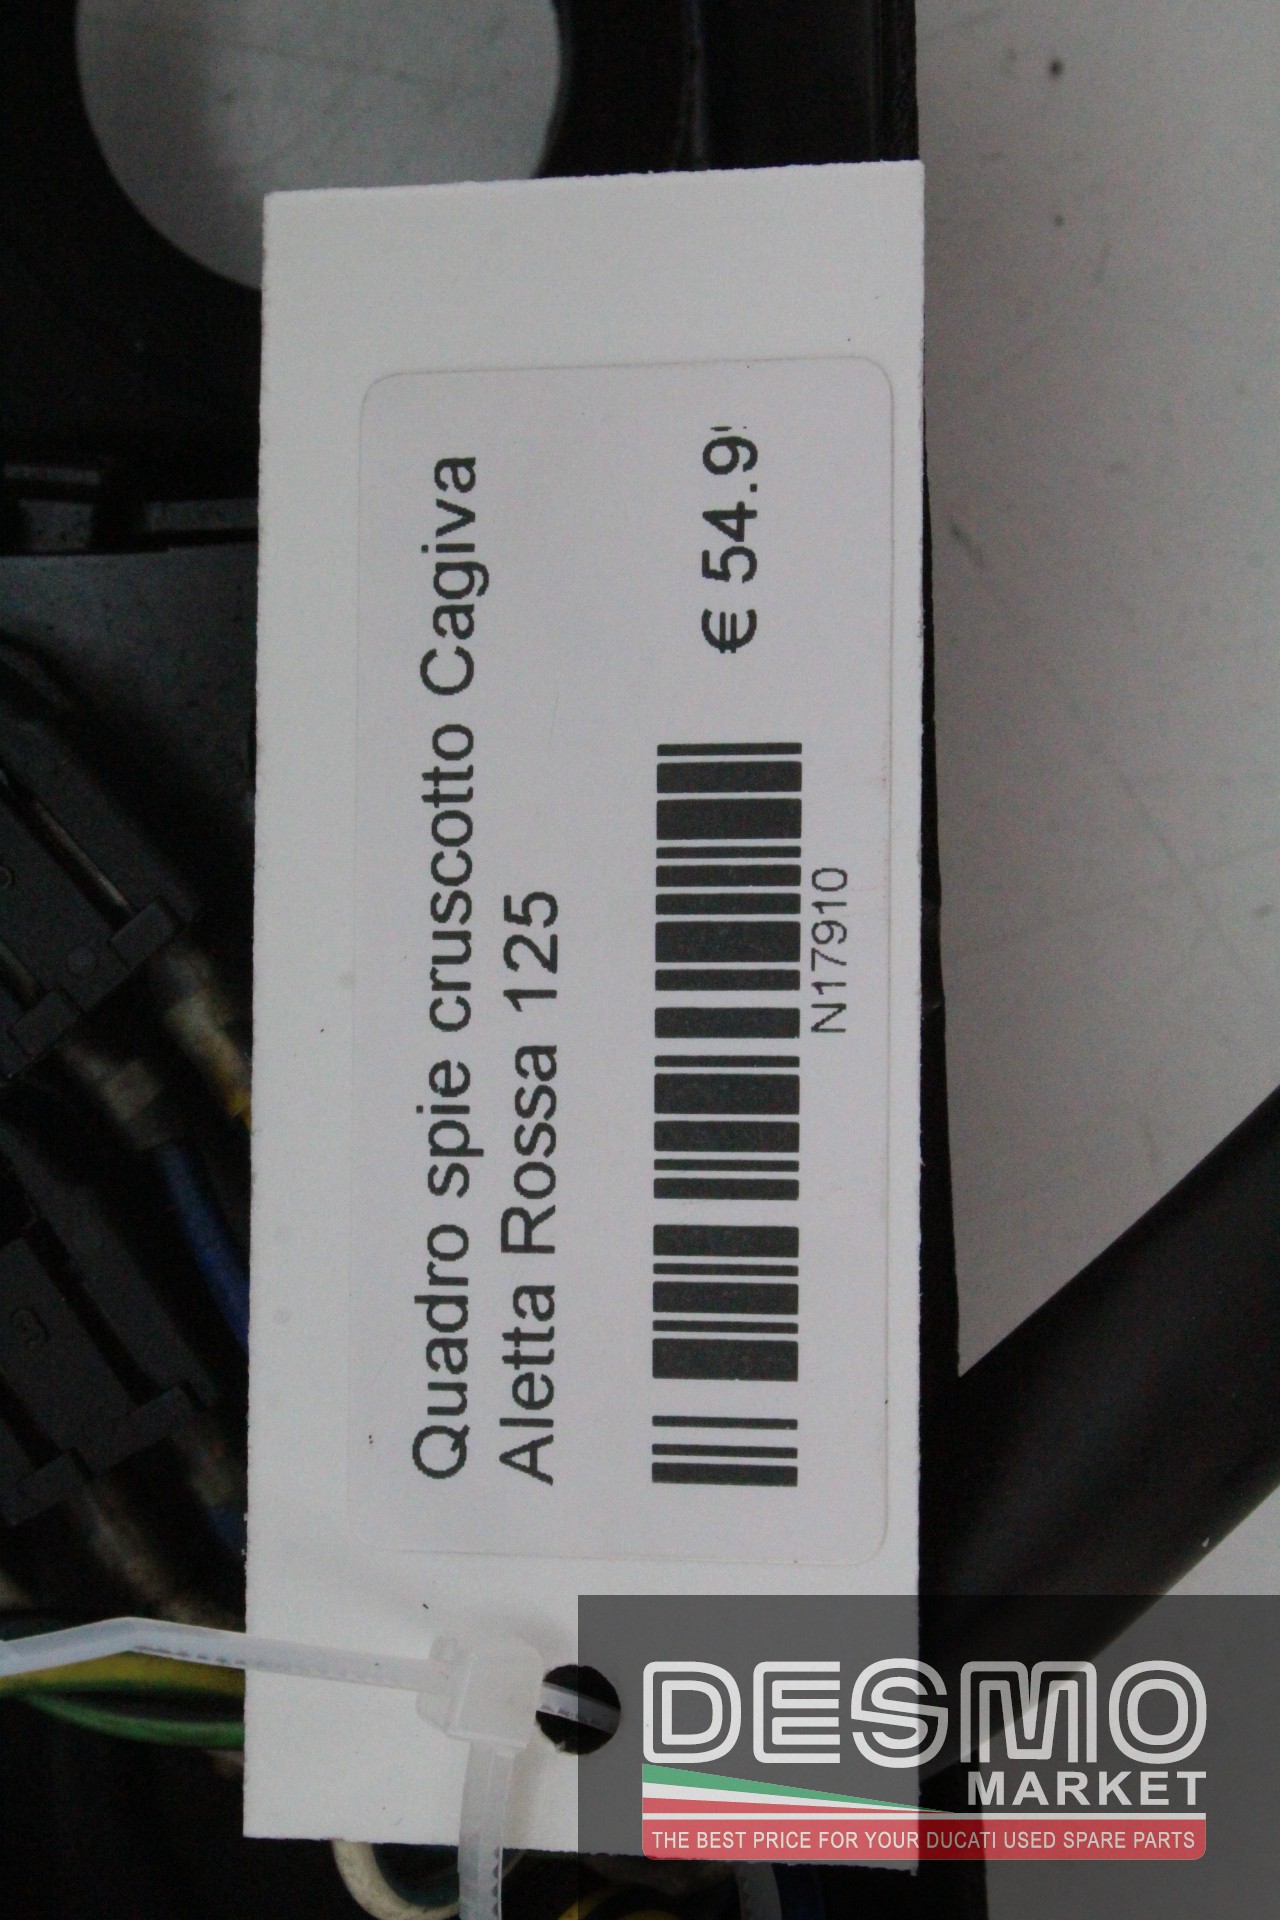 Quadro spie cruscotto Cagiva
Aletta Rossa 125
€ 54.9
N17910
DESMO
MARKET
THE BEST PRICE FOR YOUR DUCATI USED SPARE PARTS